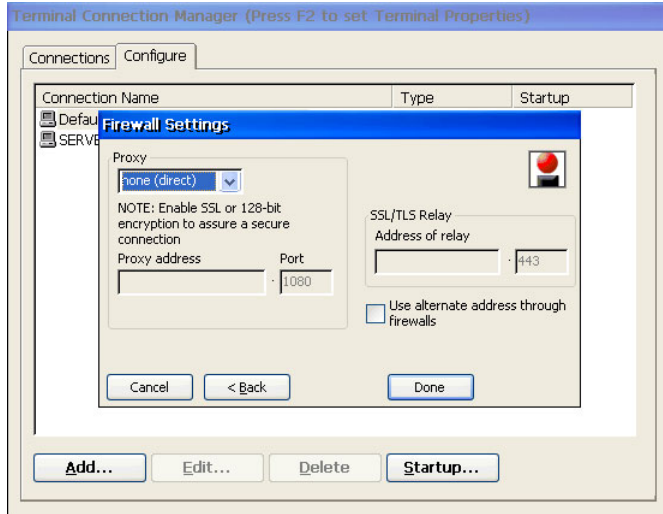 Terminal Connection Manager (Press F2 to set Terminal Properties)
Connections Configure
Connection Name Type Startup
Defau
SERVE
Firewall Settings
Proxy
none (direct)
NOTE: Enable SSL or 128-bit
encryption to assure a secure
connection
Proxy address Port
1080
SSL/TLS Relay
Address of relay
443
Use alternate address through
firewalls
Cancel < Back Done
Add... Edit... Delete Startup...